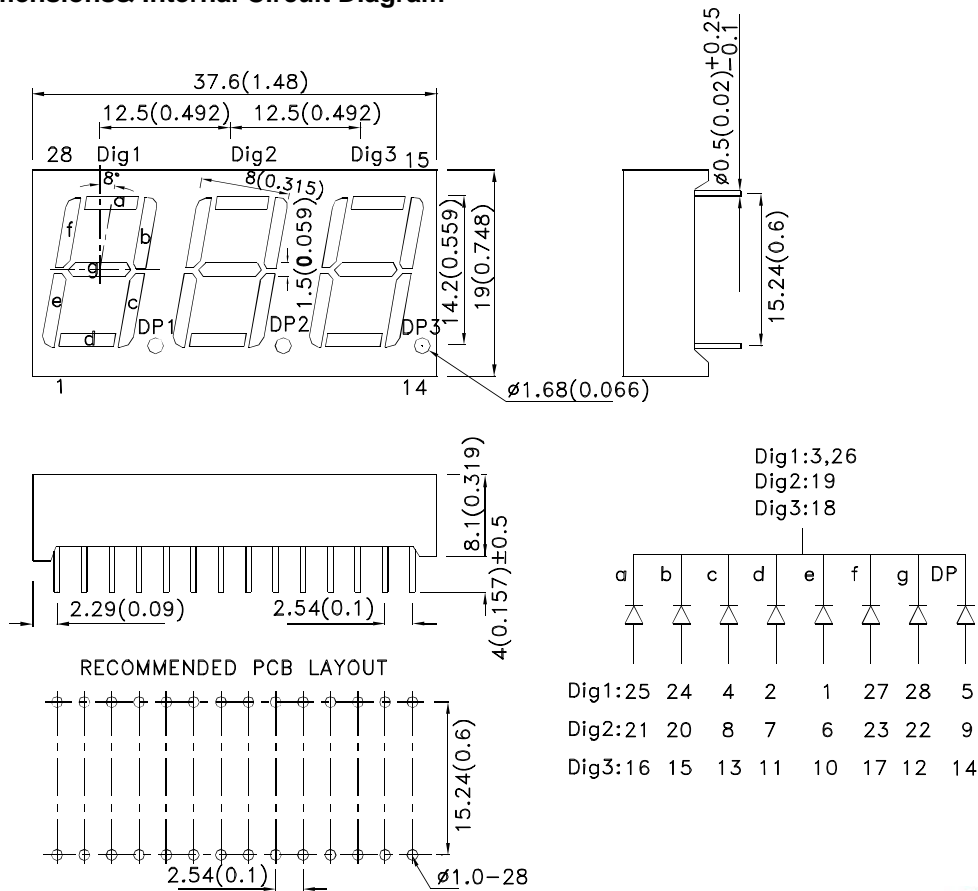 37.6(1.48)
12.5(0.492) 12.5(0.492)
28 Dig1 Dig2 Dig3 15
8° 8(0.315)
a
f b
g
e c
d
DP1 DP2 DP3
1.5(0.059)
14.2(0.559)
19(0.748)
1 14
ø1.68(0.066)
ø0.5(0.02)+0.25 -0.1
15.24(0.6)
8.1(0.319)
4(0.157)±0.5
2.29(0.09) 2.54(0.1)
Dig1:3,26
Dig2:19
Dig3:18
a b c d e f g DP
Dig1:25 24 4 2 1 27 28 5
Dig2:21 20 8 7 6 23 22 9
Dig3:16 15 13 11 10 17 12 14
RECOMMENDED PCB LAYOUT
15.24(0.6)
2.54(0.1)
ø1.0-28